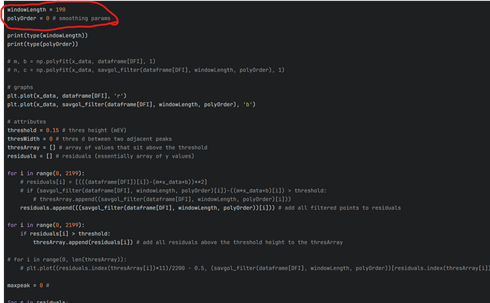 windowLength = 190
polyOrder = 0 # smoothing params
print(type(windowLength))
print(type(polyOrder))
# m, b = np.polyfit(x_data, dataframe[DFI], 1)
# n, c = np.polyfit(x_data, savgol_filter(dataframe[DFI], windowLength, polyOrder), 1)
# graphs
plt.plot(x_data, dataframe[DFI], 'r')
plt.plot(x_data, savgol_filter(dataframe[DFI], windowLength, polyOrder), 'b')
# attributes
threshold = 0.15 # thres height (mEV)
thresWidth = 0 # thres d between two adjacent peaks
thresArray = [] # array of values that sit above the threshold
residuals = [] # residuals (essentially array of y values)
for i in range(0, 2199):
# residuals[i] = [(((dataframe[DFI])[i])-(m*x_data+b))**2]
# if (savgol_filter(dataframe[DFI], windowLength, polyOrder)[i])-((m*x_data+b)[i]) > threshold:
# thresArray.append((savgol_filter(dataframe[DFI], windowLength, polyOrder)[i]))
residuals.append(((savgol_filter(dataframe[DFI], windowLength, polyOrder))[i])) # add all filtered points to residuals
for i in range(0, 2199):
if residuals[i] > threshold:
thresArray.append(residuals[i]) # add all residuals above the threshold height to the thresArray
# for i in range(0, len(thresArray)):
# plt.plot((residuals.index(thresArray[i])*11)/2200 - 0.5, (savgol_filter(dataframe[DFI], windowLength, polyOrder))[residuals.index(thresArray[i])
maxpeak = 0 #
for r in residuals: